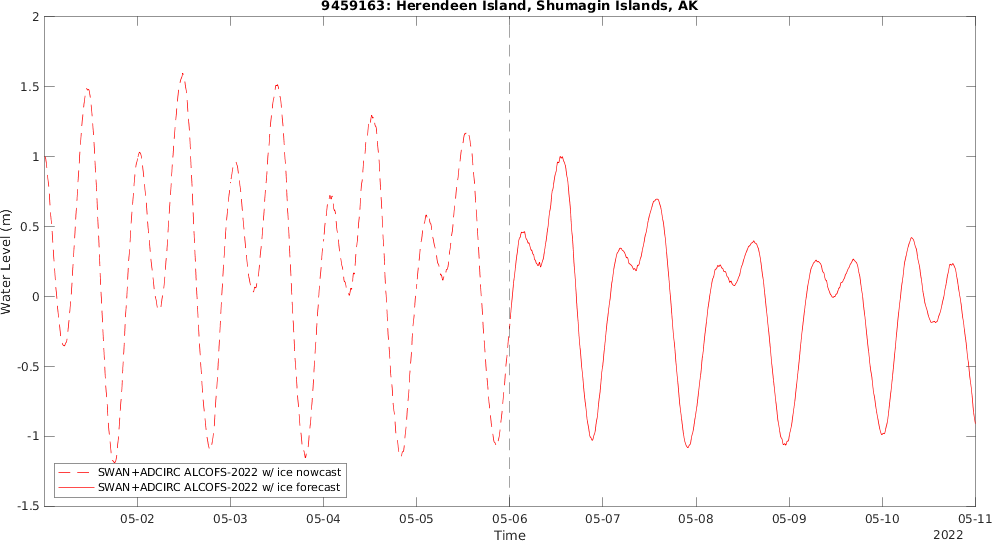 9459163: Herendeen Island, Shumagin Islands, AK
2
1.5
1
0.5
0
-0.5
-1
-1.5
Water Level (m)
SWAN+ADCIRC ALCOFS-2022 w/ ice nowcast
SWAN+ADCIRC ALCOFS-2022 w/ ice forecast
05-02 05-03 05-04 05-05 05-06 05-07 05-08 05-09 05-10 05-11
Time
2022